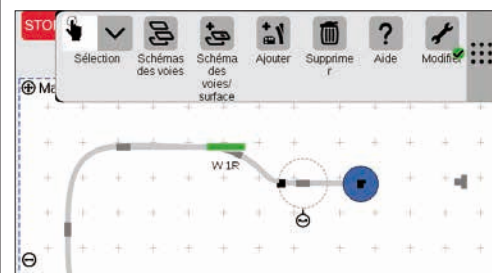 STO
Sélection
Schémas des voies
Schéma des voies/ surface
Ajouter
Supprime r
Aide
Modifier
Ma
W 1R